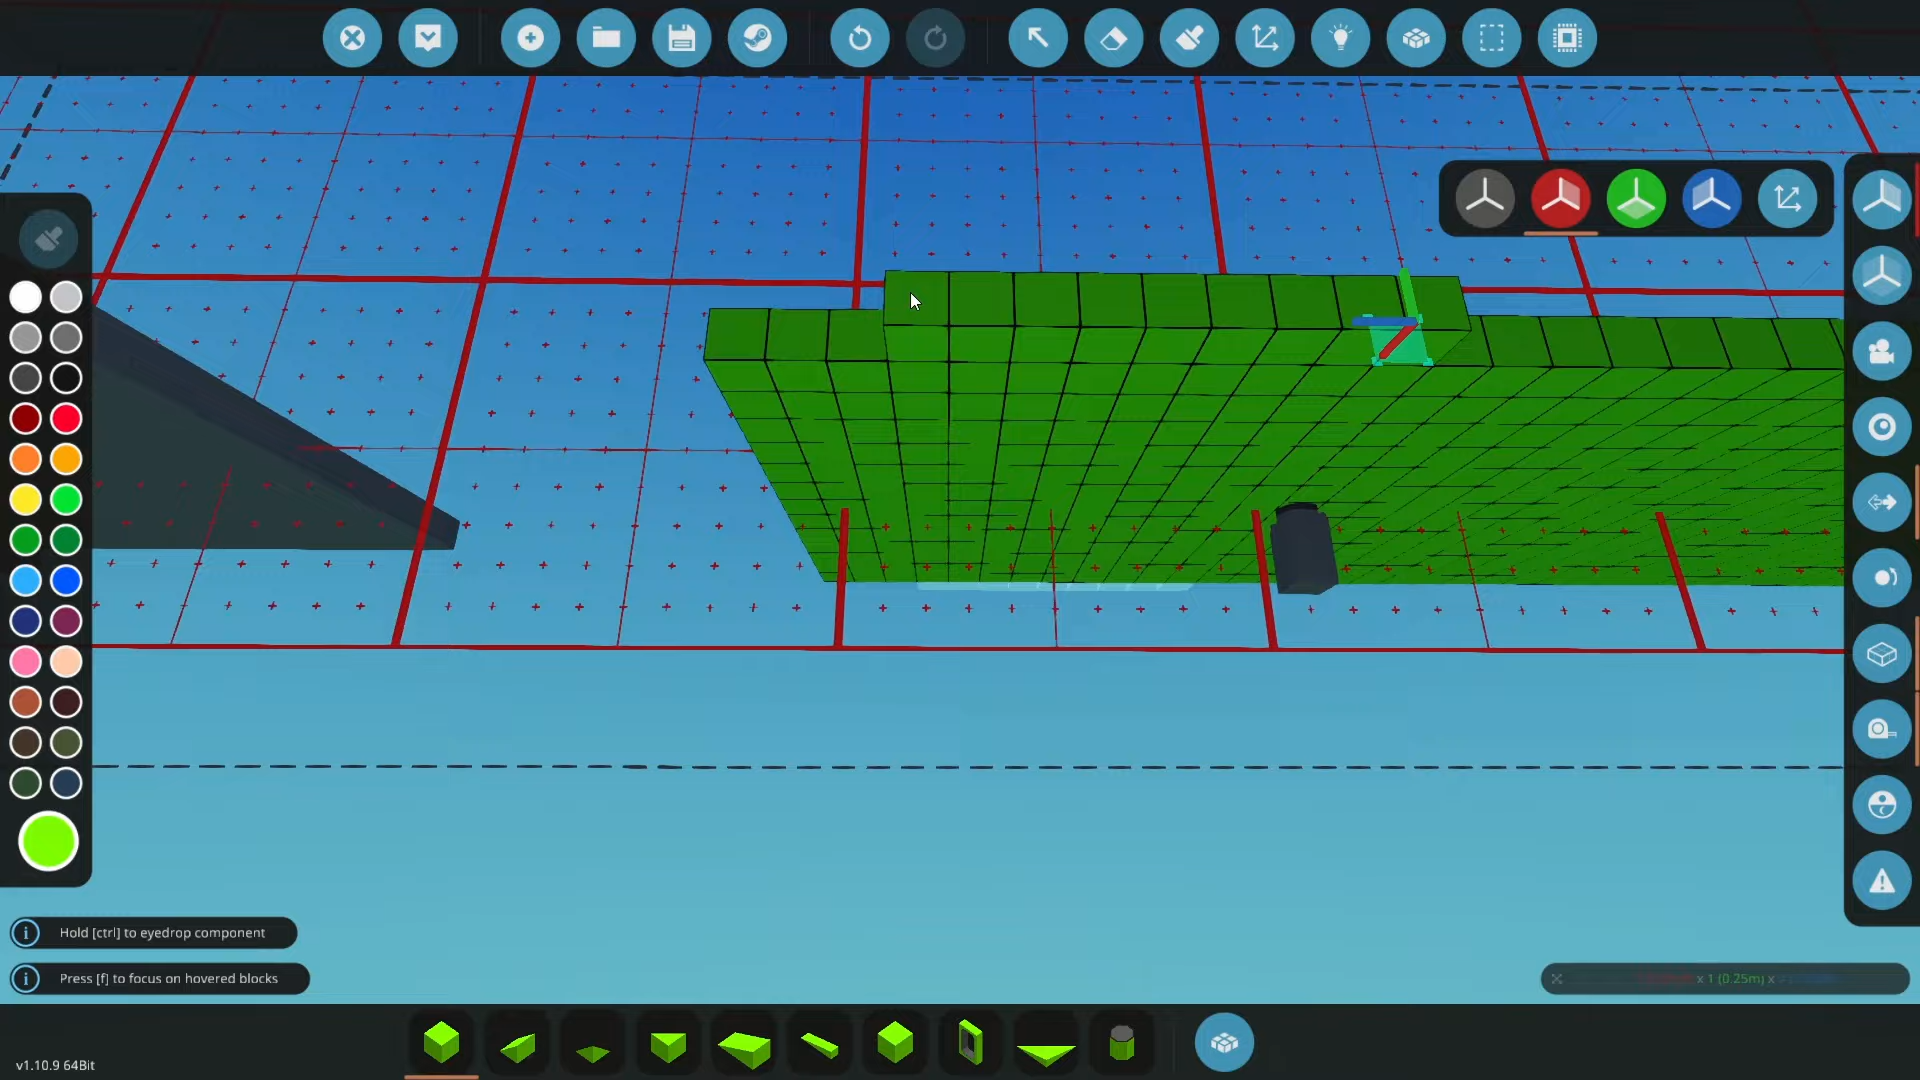 Hold [ctrl] to eyedrop component
Press [f] to focus on hovered blocks
x 1 (0.25m) x
v1.10.9 64Bit